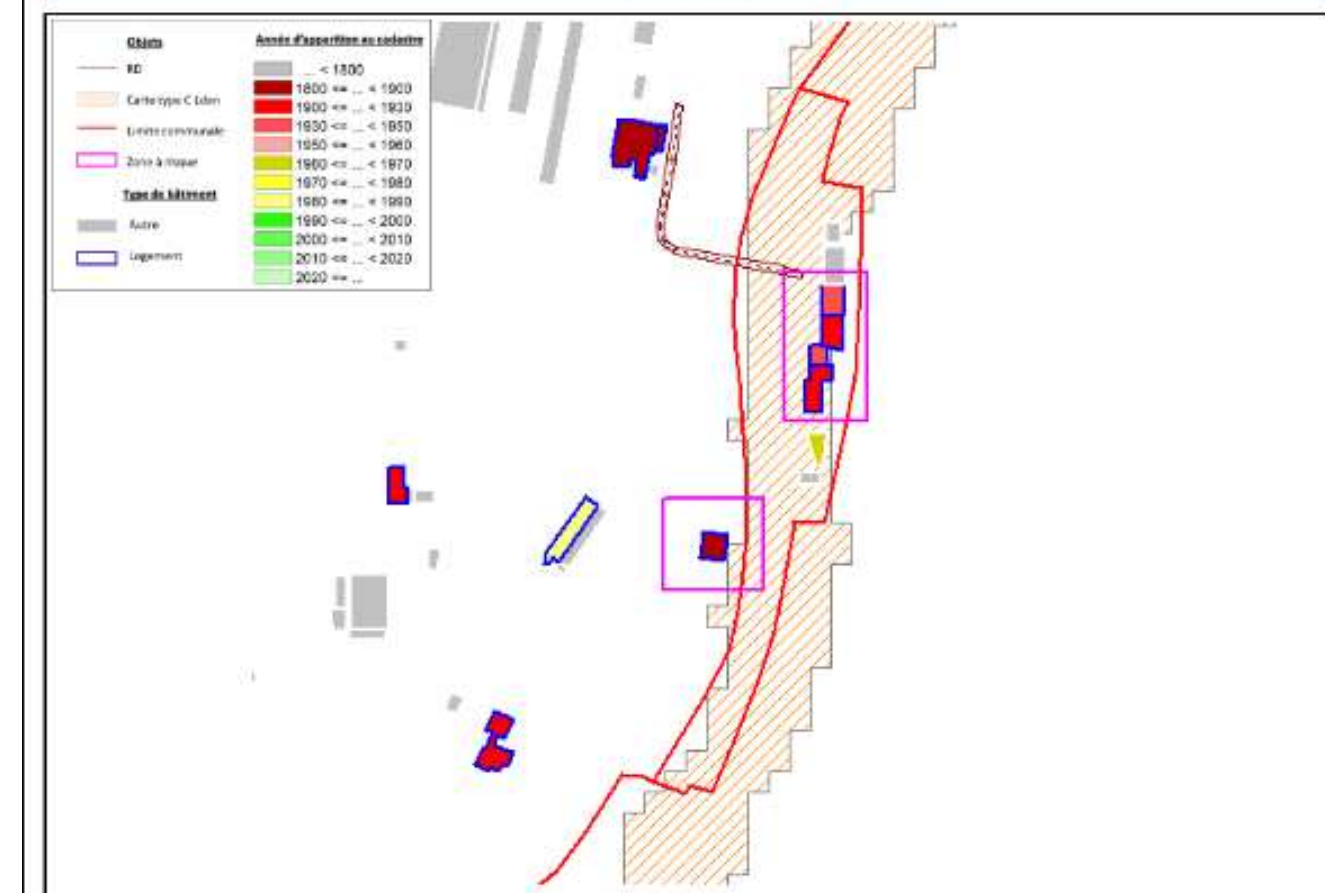 Objets
RD
Carte type C Lden
Limite communale
Zone à risque
Type de bâtiment
Autre
Logement
Année d'apparition au cadastre
... < 1800
1800 <= ... < 1900
1900 <= ... < 1930
1930 <= ... < 1950
1950 <= ... < 1960
1960 <= ... < 1970
1970 <= ... < 1980
1980 <= ... < 1990
1990 <= ... < 2000
2000 <= ... < 2010
2010 <= ... < 2020
2020 <= ...